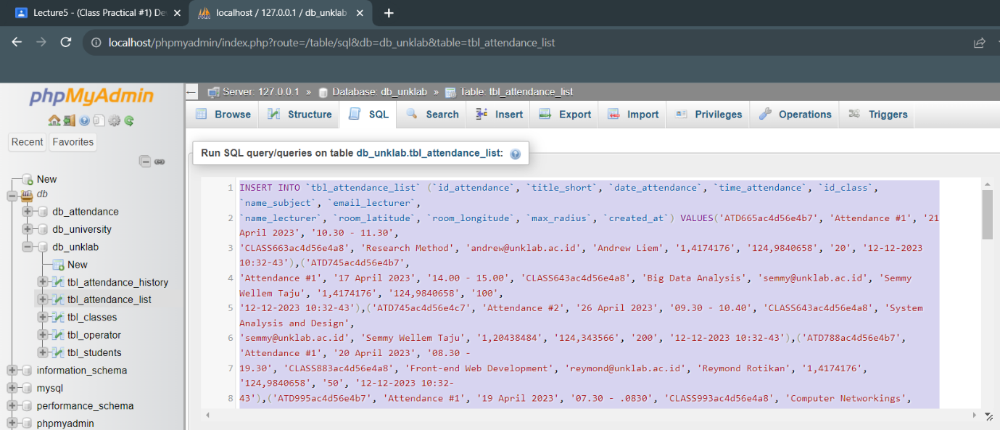 Lecture5 - (Class Practical #1) De
localhost / 127.0.0.1 / db_unklab
localhost/phpmyadmin/index.php?route=/table/sql&db=db_unklab&table=tbl_attendance_list
phpMyAdmin
Recent
Favorites
New
db
db_attendance
db_university
db_unklab
New
tbl_attendance_history
tbl_attendance_list
tbl_classes
tbl_operator
tbl_students
information_schema
mysql
performance_schema
phpmyadmin
Server: 127.0.0.1 » Database: db_unklab » Table: tbl_attendance_list
Browse Structure SQL Search Insert Export Import Privileges Operations Triggers
Run SQL query/queries on table db_unklab.tbl_attendance_list:
1 INSERT INTO `tbl_attendance_list` (`id_attendance`, `title_short`, `date_attendance`, `time_attendance`, `id_class`,
`name_subject`, `email_lecturer`,
2 `name_lecturer`, `room_latitude`, `room_longitude`, `max_radius`, `created_at`) VALUES('ATD665ac4d56e4b7', 'Attendance #1', '21
April 2023', '10.30 - 11.30',
3 'CLASS663ac4d56e4a8', 'Research Method', 'andrew@unklab.ac.id', 'Andrew Liem', '1,4174176', '124,9840658', '20', '12-12-2023
10:32-43'),('ATD745ac4d56e4b7',
4 'Attendance #1', '17 April 2023', '14.00 - 15.00', 'CLASS643ac4d56e4a8', 'Big Data Analysis', 'semmy@unklab.ac.id', 'Semmy
Wellem Taju', '1,4174176', '124,9840658', '100',
5 '12-12-2023 10:32-43'),('ATD745ac4d56e4c7', 'Attendance #2', '26 April 2023', '09.30 - 10.40', 'CLASS643ac4d56e4a8', 'System
Analysis and Design',
6 'semmy@unklab.ac.id', 'Semmy Wellem Taju', '1,20438484', '124,343566', '200', '12-12-2023 10:32-43'),('ATD788ac4d56e4b7',
'Attendance #1', '20 April 2023', '08.30 -
7 19.30', 'CLASS883ac4d56e4a8', 'Front-end Web Development', 'reymond@unklab.ac.id', 'Reymond Rotikan', '1,4174176',
'124,9840658', '50', '12-12-2023 10:32-
8 43'),('ATD995ac4d56e4b7', 'Attendance #1', '19 April 2023', '07.30 - .0830', 'CLASS993ac4d56e4a8', 'Computer Networkings',